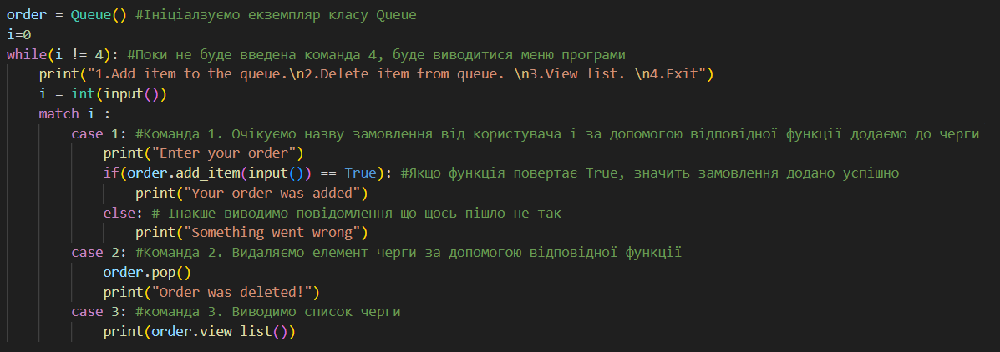 order = Queue() #Ініціалзуємо екземпляр класу Queue
i=0
while(i != 4): #Поки не буде введена команда 4, буде виводитися меню програми
    print("1.Add item to the queue.\n2.Delete item from queue. \n3.View list. \n4.Exit")
    i = int(input())
    match i :
        case 1: #Команда 1. Очікуємо назву замовлення від користувача і за допомогою відповідної функції додаємо до черги
            print("Enter your order")
            if(order.add_item(input()) == True): #Якщо функція повертає True, значить замовлення додано успішно
                print("Your order was added")
            else: # Інакше виводимо повідомлення що щось пішло не так
                print("Something went wrong")
        case 2: #Команда 2. Видаляємо елемент черги за допомогою відповідної функції
            order.pop()
            print("Order was deleted!")
        case 3: #команда 3. Виводимо список черги
            print(order.view_list())